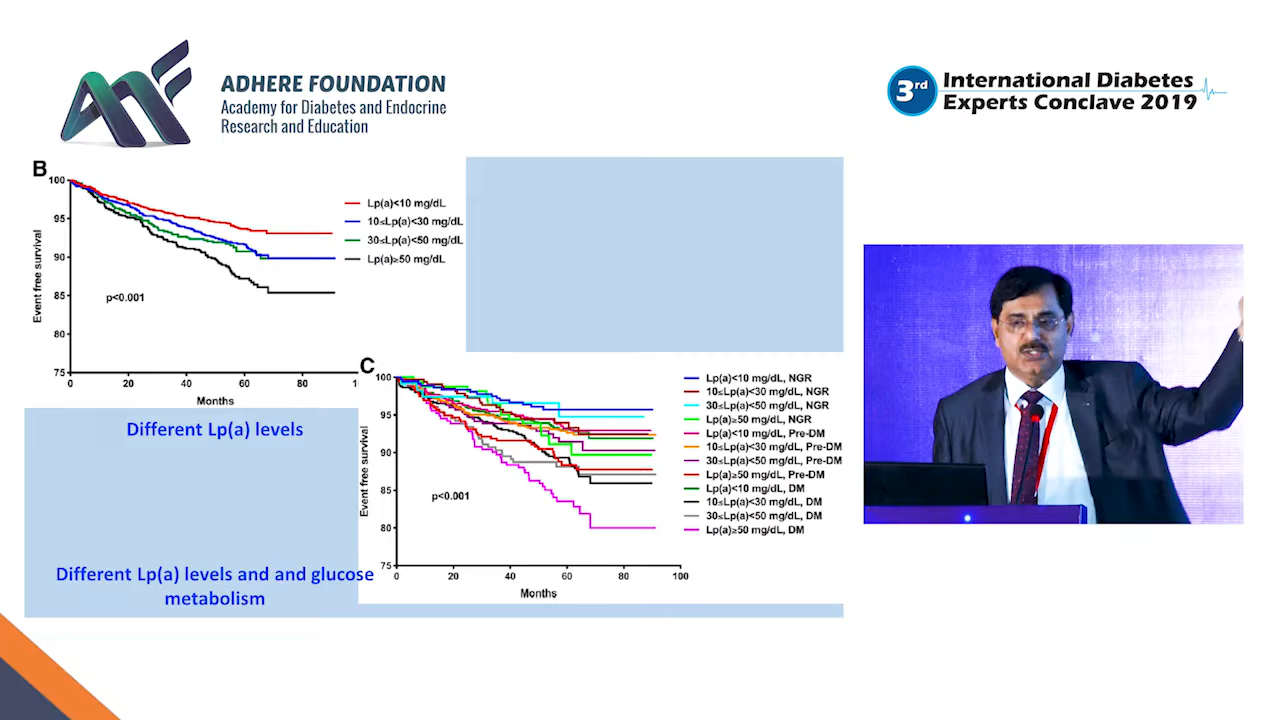 ADHERE FOUNDATION
Academy for Diabetes and Endocrine
Research and Education
3rd
International Diabetes
Experts Conclave 2019
B
100
95
90
85
80
75
Event free survival
Lp(a)<10 mg/dL
10≤Lp(a)<30 mg/dL
30≤Lp(a)<50 mg/dL
Lp(a)≥50 mg/dL
p<0.001
0
20
40
60
80
Months
Different Lp(a) levels
C
100
95
90
85
80
75
Event free survival
Lp(a)<10 mg/dL, NGR
10≤Lp(a)<30 mg/dL, NGR
30≤Lp(a)<50 mg/dL, NGR
Lp(a)≥50 mg/dL, NGR
Lp(a)<10 mg/dL, Pre-DM
10≤Lp(a)<30 mg/dL, Pre-DM
30≤Lp(a)<50 mg/dL, Pre-DM
Lp(a)≥50 mg/dL, Pre-DM
Lp(a)<10 mg/dL, DM
10≤Lp(a)<30 mg/dL, DM
30≤Lp(a)<50 mg/dL, DM
Lp(a)≥50 mg/dL, DM
p<0.001
0
20
40
60
80
100
Months
Different Lp(a) levels and and glucose
metabolism